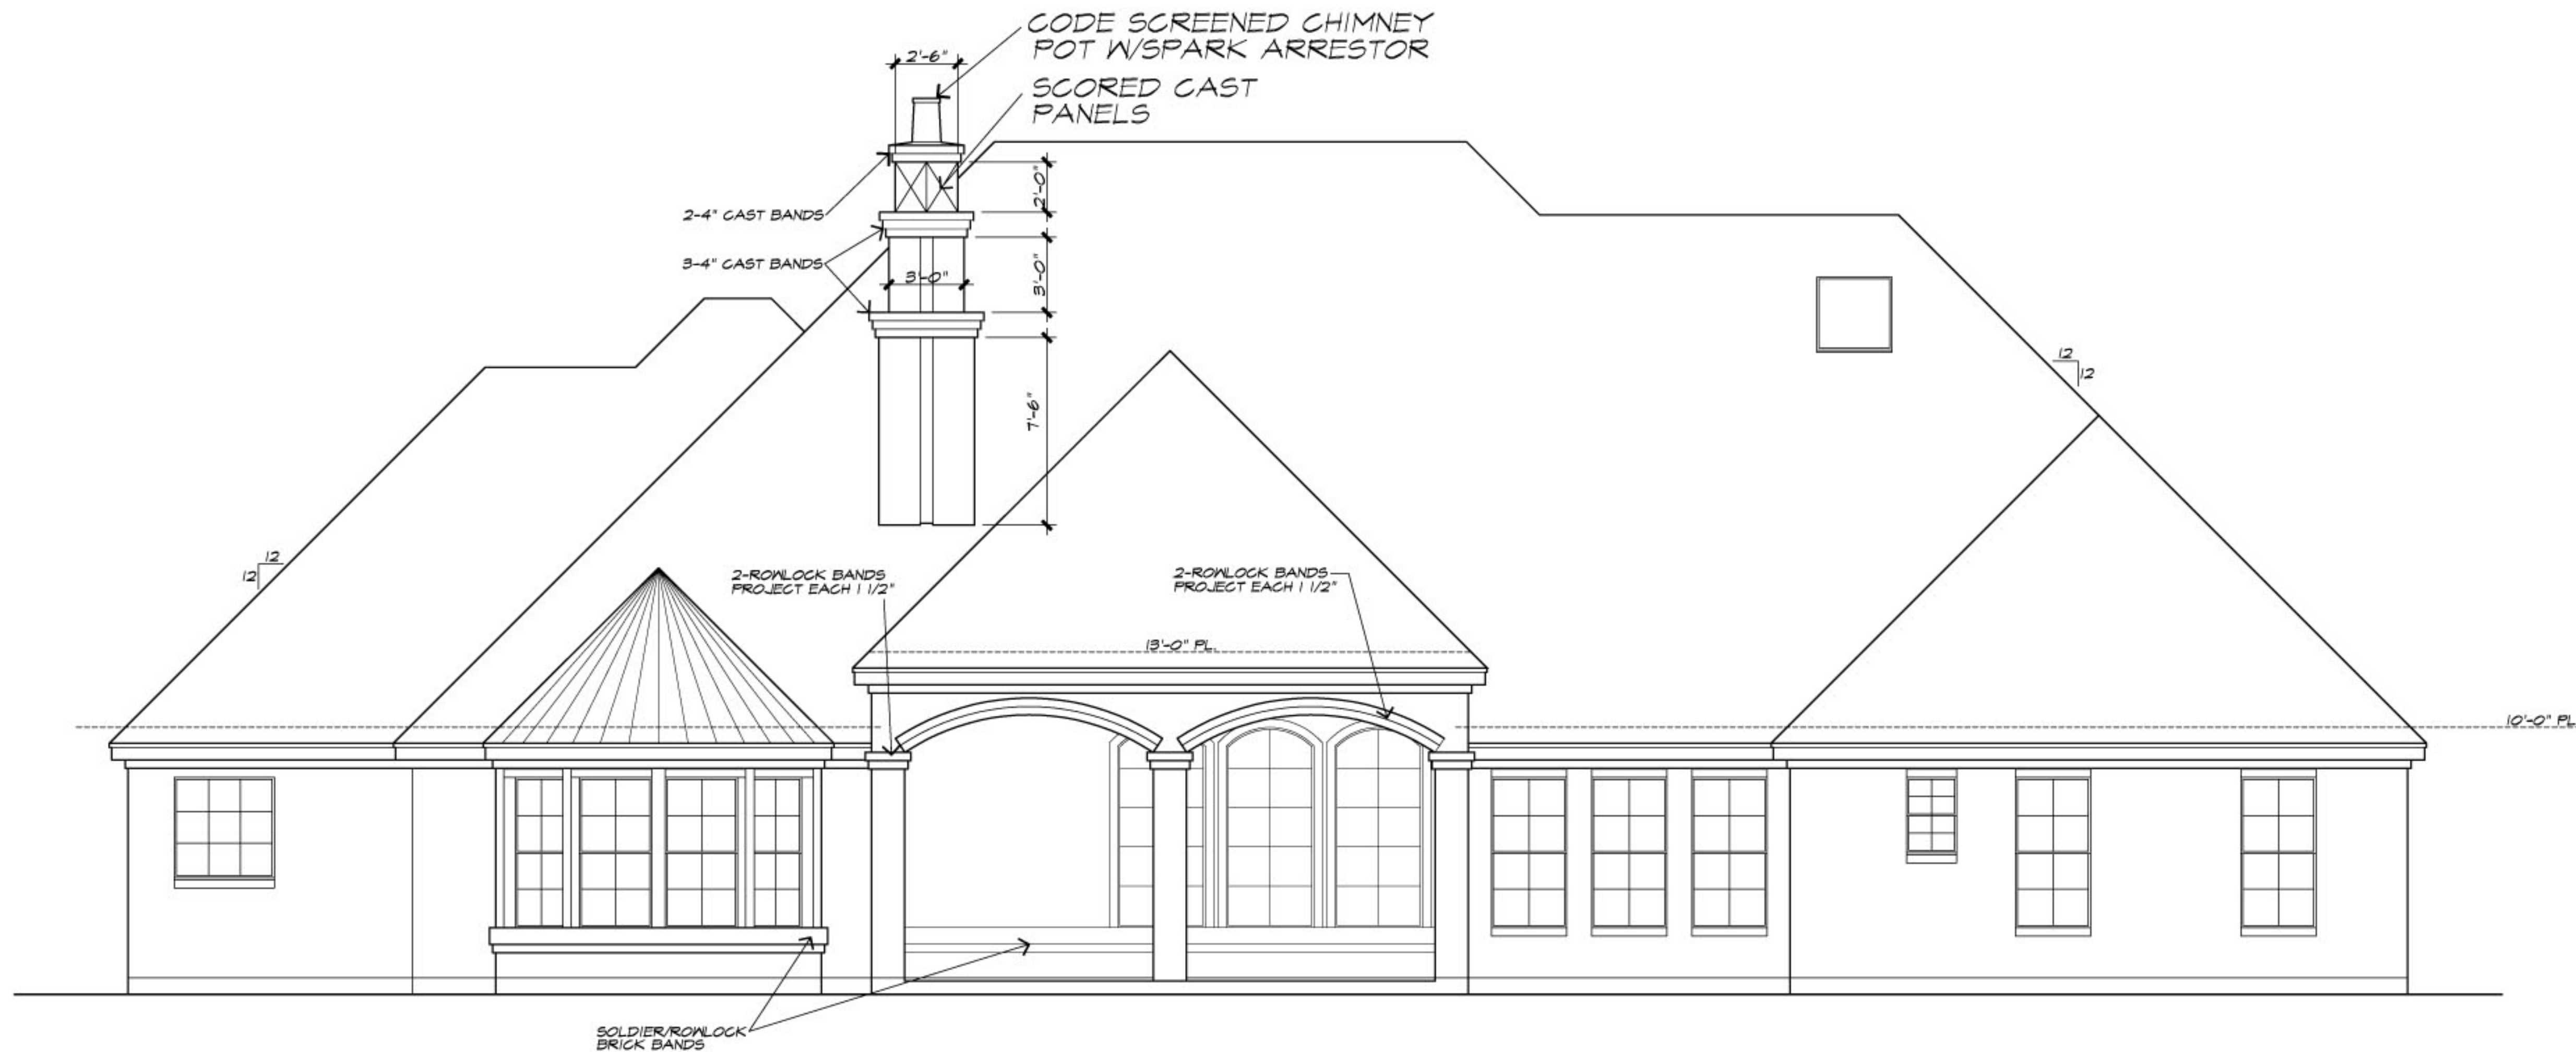 CODE SCREENED CHIMNEY
POT W/SPARK ARRESTOR
2'-6"
SCORED CAST
PANELS
2'-0"
2-4" CAST BANDS
3-4" CAST BANDS
3'-0"
3'-0"
12
12
7'-6"
12
12
2-ROWLOCK BANDS
PROJECT EACH 1 1/2"
2-ROWLOCK BANDS
PROJECT EACH 1 1/2"
13'-0" PL.
10'-0" PL
SOLDIER/ROWLOCK
BRICK BANDS